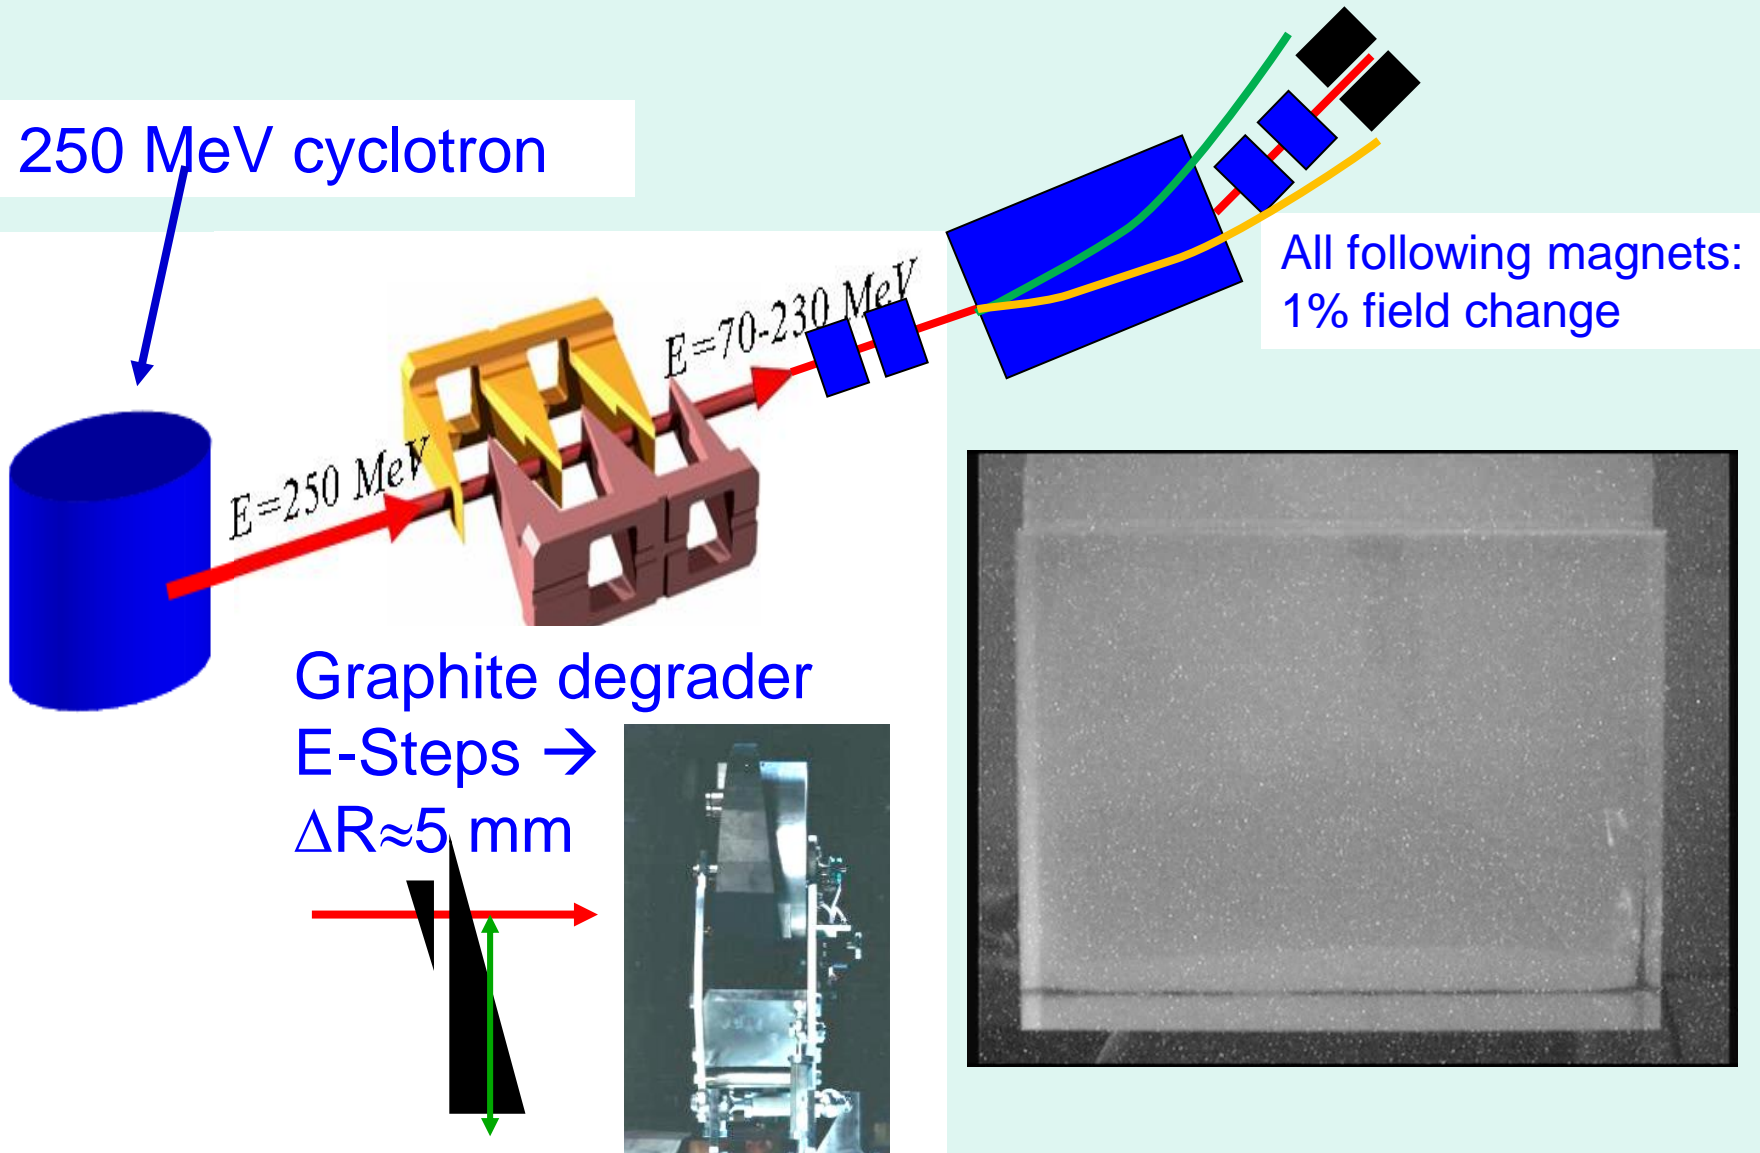 250 MeV cyclotron
All following magnets:
1% field change
E=70-230 MeV
E=250 MeV
Graphite degrader
E-Steps →
ΔR≈5 mm